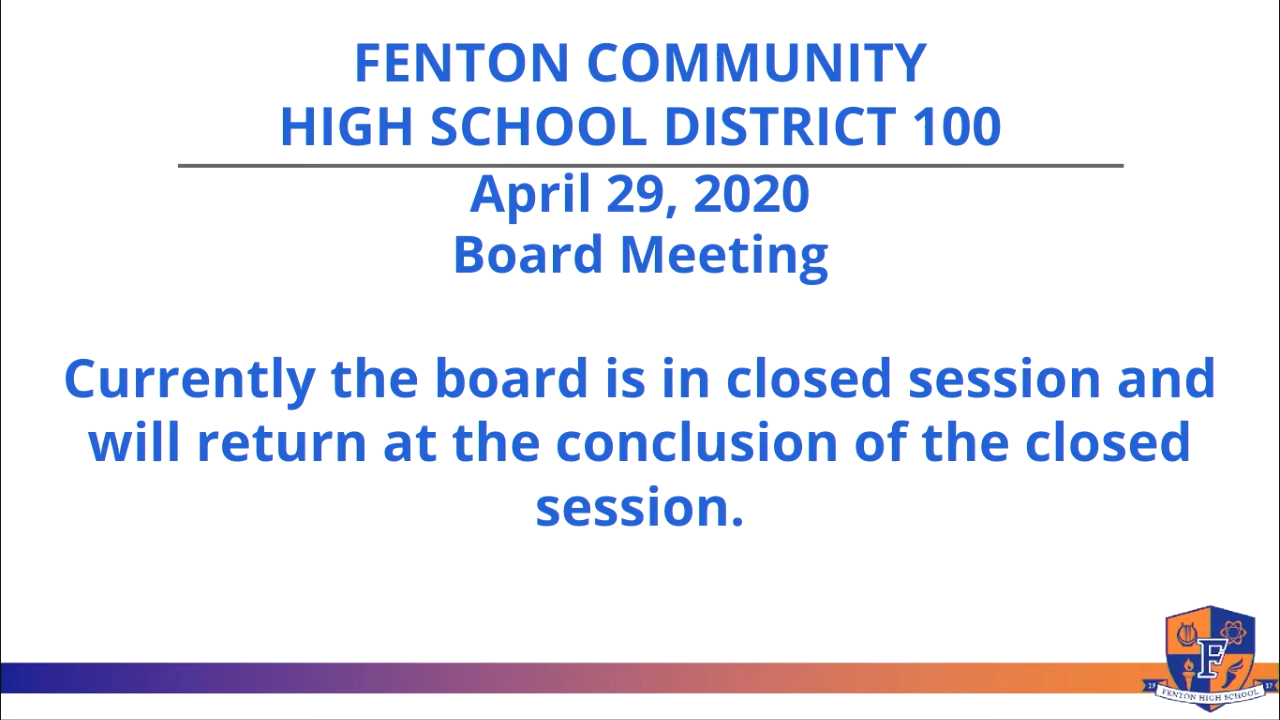 FENTON COMMUNITY
HIGH SCHOOL DISTRICT 100
April 29, 2020
Board Meeting
Currently the board is in closed session and
will return at the conclusion of the closed
session.
F
FENTON HIGH SCHOOL